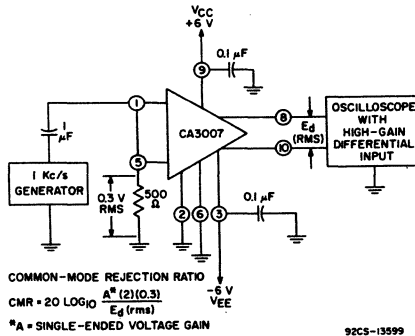 VCC
+6 V
0.1 μF
9
1
μF
1
CA3007
8
Ed
(RMS)
10
OSCILLOSCOPE
WITH
HIGH-GAIN
DIFFERENTIAL
INPUT
1 Kc/s
GENERATOR
5
0.3 V
RMS
500
Ω
2
6
3
0.1 μF
-6 V
VEE
COMMON-MODE REJECTION RATIO
CMR = 20 LOG10 A*(2)(0.3)
Ed(rms)
*A = SINGLE-ENDED VOLTAGE GAIN
92CS-13599